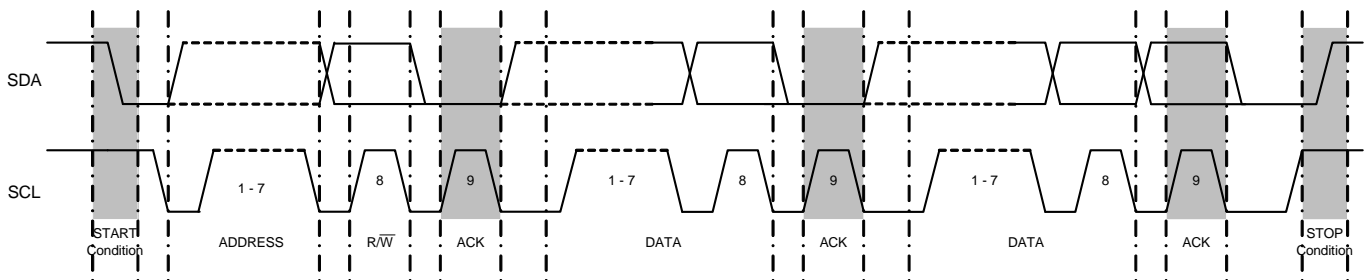 SDA
SCL
1 - 7
8
9
1 - 7
8
9
1 - 7
8
9
START
Condition
ADDRESS
R/W̅
ACK
DATA
ACK
DATA
ACK
STOP
Condition